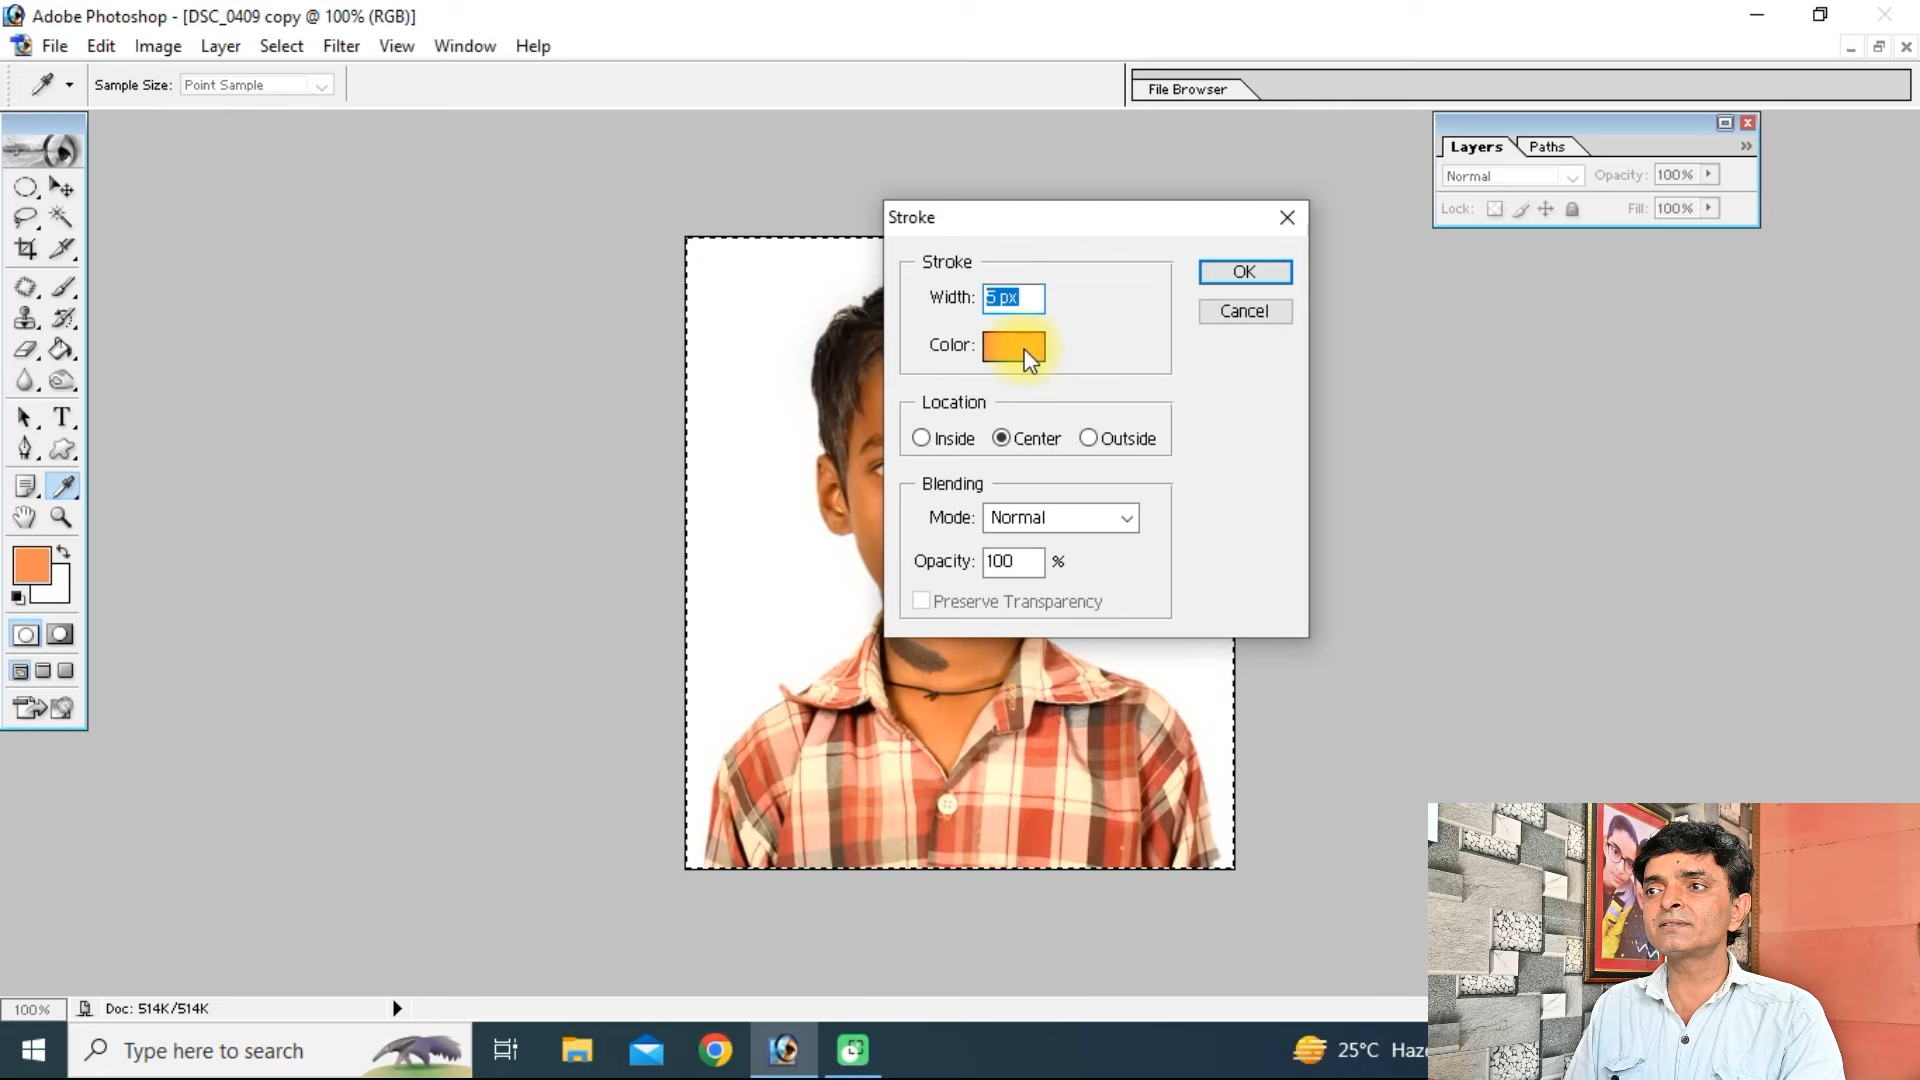 Adobe Photoshop - [DSC_0409 copy @ 100% (RGB)]
File Edit Image Layer Select Filter View Window Help
Sample Size: Point Sample
File Browser
Layers Paths
Normal Opacity: 100%
Lock: Fill: 100%
Stroke
Stroke
Width: 5 px
Color:
OK
Cancel
Location
Inside Center Outside
Blending
Mode: Normal
Opacity: 100 %
Preserve Transparency
T
100% Doc: 514K/514K
Type here to search
25°C Haze